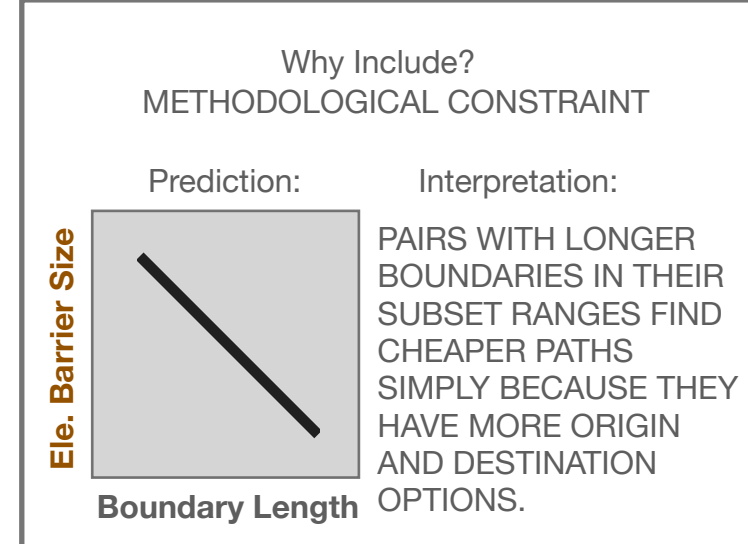 Why Include?
METHODOLOGICAL CONSTRAINT
Prediction:
Interpretation:
Ele. Barrier Size
Boundary Length
PAIRS WITH LONGER
BOUNDARIES IN THEIR
SUBSET RANGES FIND
CHEAPER PATHS
SIMPLY BECAUSE THEY
HAVE MORE ORIGIN
AND DESTINATION
OPTIONS.